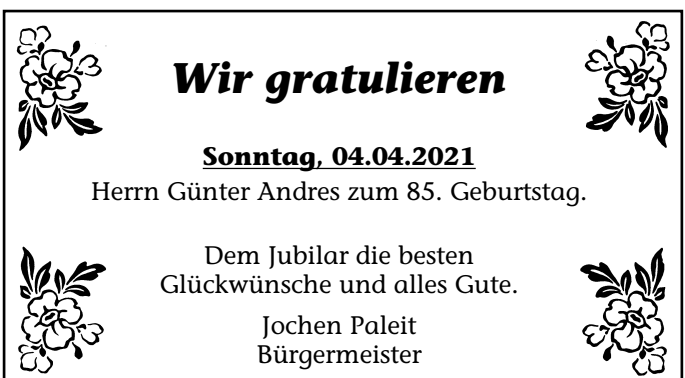 Wir gratulieren
Sonntag, 04.04.2021
Herrn Günter Andres zum 85. Geburtstag.
Dem Jubilar die besten
Glückwünsche und alles Gute.
Jochen Paleit
Bürgermeister